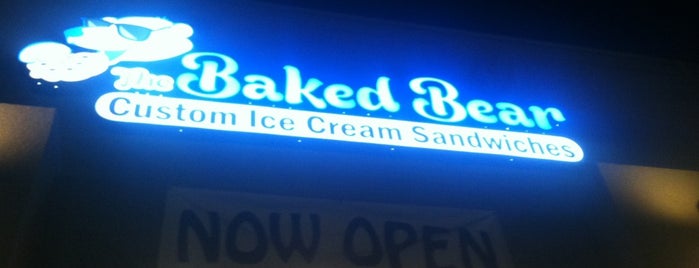 The Baked Bear
Custom Ice Cream Sandwiches
NOW OPEN